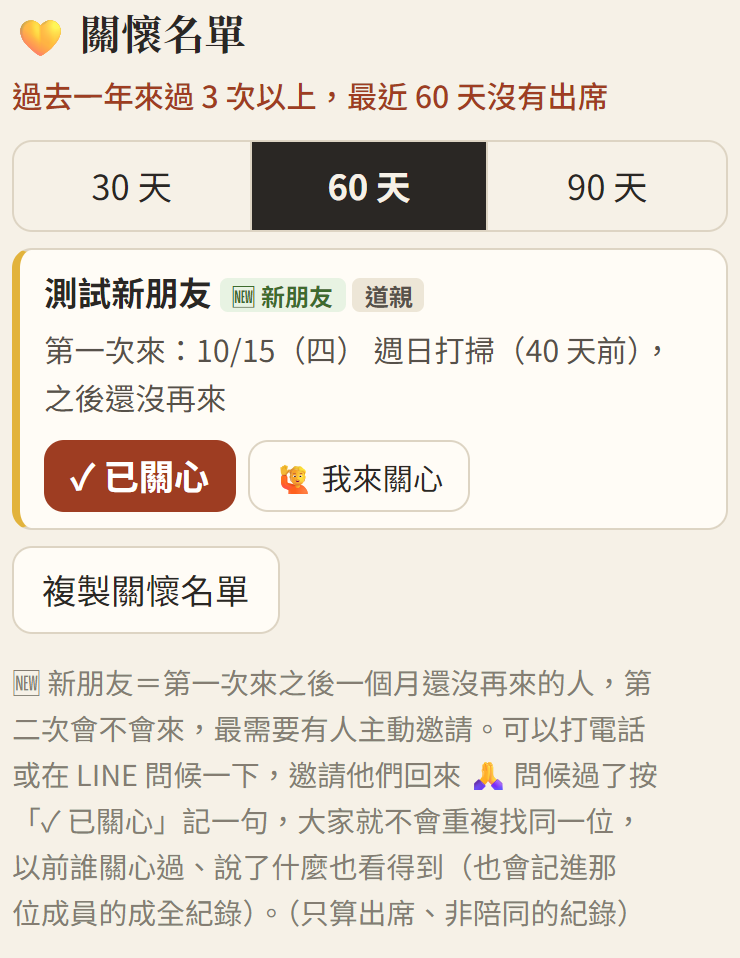 💛 關懷名單
過去一年來過 3 次以上，最近 60 天沒有出席
30 天
60 天
90 天
測試新朋友 🆕 新朋友 道親
第一次來：10/15（四） 週日打掃（40 天前），
之後還沒再來
✓ 已關心
🙋 我來關心
複製關懷名單
🆕 新朋友＝第一次來之後一個月還沒再來的人，第
二次會不會來，最需要有人主動邀請。可以打電話
或在 LINE 問候一下，邀請他們回來 🙏 問候過了按
「✓ 已關心」記一句，大家就不會重複找同一位，
以前誰關心過、說了什麼也看得到（也會記進那
位成員的成全紀錄）。（只算出席、非陪同的紀錄）